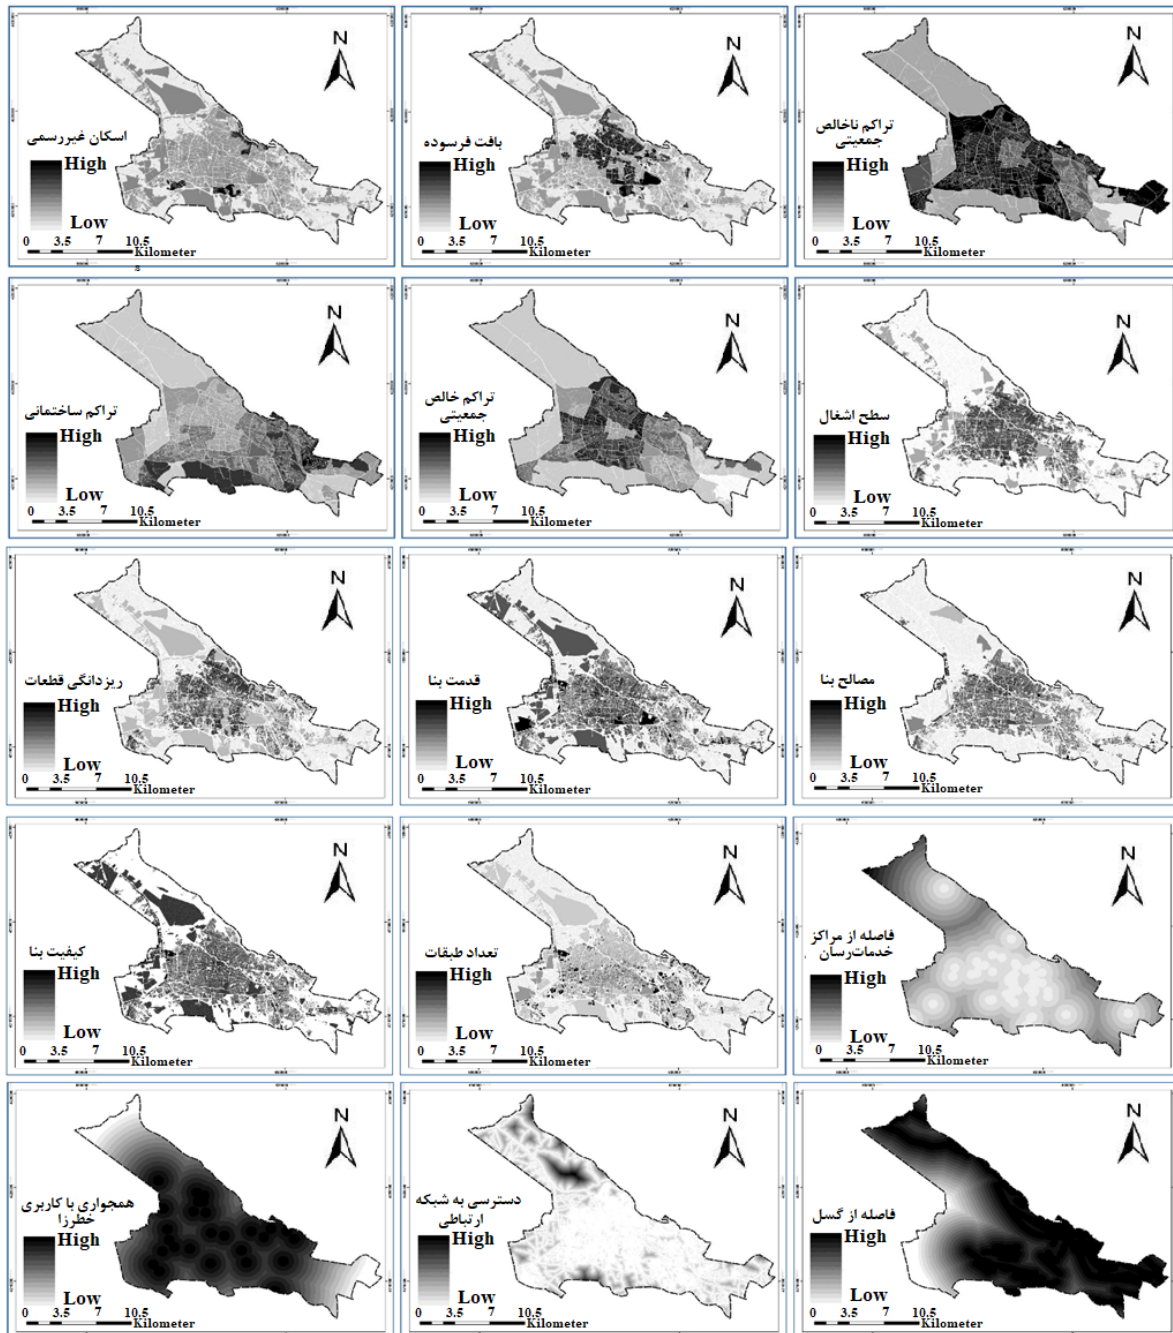 N
اسکان غیررسمی
High
Low
0 3.5 7 10.5
Kilometer
s
N
بافت فرسوده
High
Low
0 3.5 7 10.5
Kilometer
N
تراکم ناخالص
جمعیتی
High
Low
0 3.5 7 10.5
Kilometer
N
تراکم ساختمانی
High
Low
0 3.5 7 10.5
Kilometer
N
تراکم خالص
جمعیتی
High
Low
0 3.5 7 10.5
Kilometer
N
سطح اشغال
High
Low
0 3.5 7 10.5
Kilometer
N
ریزدانگی قطعات
High
Low
0 3.5 7 10.5
Kilometer
N
قدمت بنا
High
Low
0 3.5 7 10.5
Kilometer
N
مصالح بنا
High
Low
0 3.5 7 10.5
Kilometer
N
کیفیت بنا
High
Low
0 3.5 7 10.5
Kilometer
N
تعداد طبقات
High
Low
0 3.5 7 10.5
Kilometer
N
فاصله از مراکز
خدمات‌رسان
High
Low
0 3.5 7 10.5
Kilometer
N
همجواری با کاربری
خطرزا
High
Low
0 3.5 7 10.5
Kilometer
N
دسترسی به شبکه
ارتباطی
High
Low
0 3.5 7 10.5
Kilometer
N
فاصله از گسل
High
Low
0 3.5 7 10.5
Kilometer